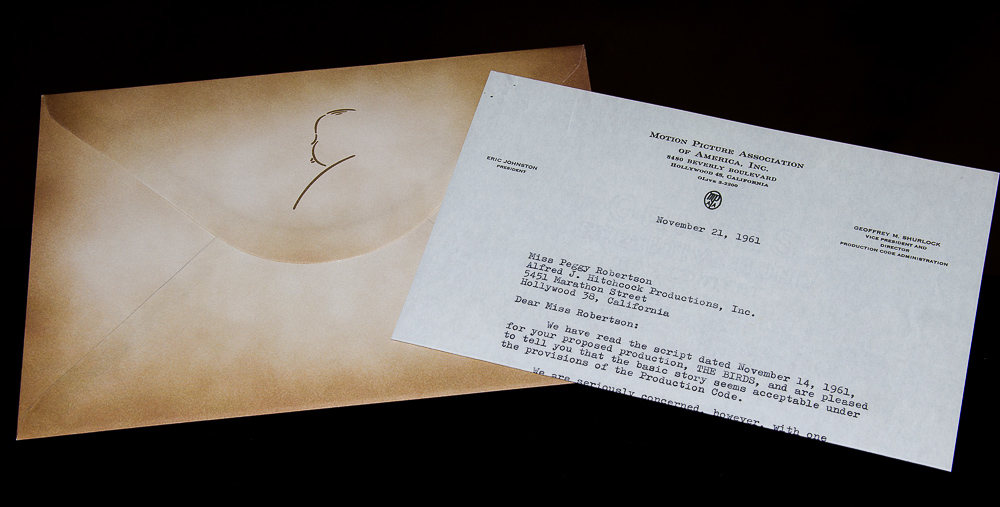 MOTION PICTURE ASSOCIATION
OF AMERICA, INC.
8480 BEVERLY BOULEVARD
HOLLYWOOD 48, CALIFORNIA
OLIVE 3-2200
ERIC JOHNSTON
PRESIDENT
GEOFFREY M. SHURLOCK
VICE PRESIDENT AND
DIRECTOR
PRODUCTION CODE ADMINISTRATION
November 21, 1961
Miss Peggy Robertson
Alfred J. Hitchcock Productions, Inc.
5451 Marathon Street
Hollywood 38, California
Dear Miss Robertson:
We have read the script dated November 14, 1961,
for your proposed production, THE BIRDS, and are pleased
to tell you that the basic story seems acceptable under
the provisions of the Production Code.
We are seriously concerned, however, with one